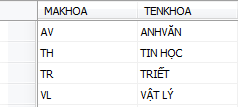 MAKHOA TENKHOA
AV ANHVĂN
TH TIN HỌC
TR TRIẾT
VL VẬT LÝ